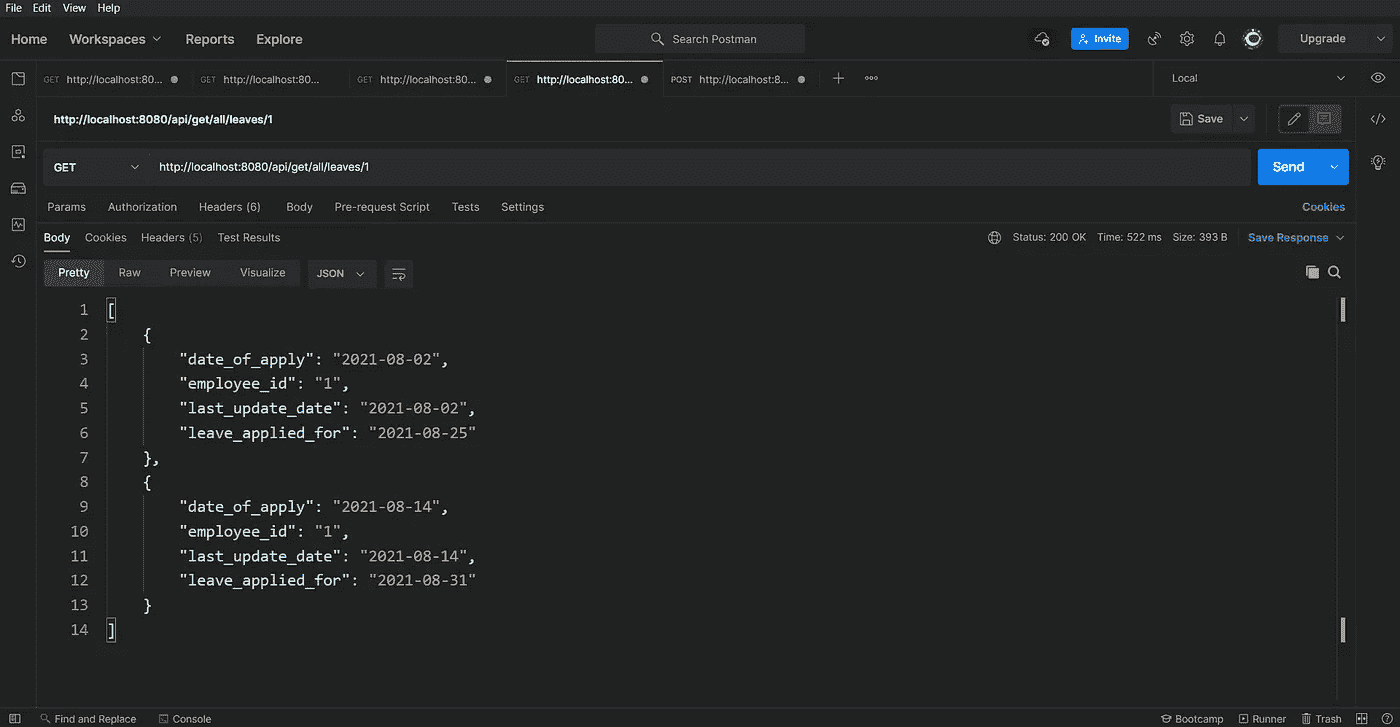 File Edit View Help
Home Workspaces Reports Explore Search Postman Invite Upgrade
GET http://localhost:80... GET http://localhost:80... GET http://localhost:80... GET http://localhost:80... POST http://localhost:8... + ooo Local
http://localhost:8080/api/get/all/leaves/1 Save
GET http://localhost:8080/api/get/all/leaves/1 Send
Params Authorization Headers (6) Body Pre-request Script Tests Settings Cookies
Body Cookies Headers (5) Test Results Status: 200 OK Time: 522 ms Size: 393 B Save Response
Pretty Raw Preview Visualize JSON
1 [
2 {
3 "date_of_apply": "2021-08-02",
4 "employee_id": "1",
5 "last_update_date": "2021-08-02",
6 "leave_applied_for": "2021-08-25"
7 },
8 {
9 "date_of_apply": "2021-08-14",
10 "employee_id": "1",
11 "last_update_date": "2021-08-14",
12 "leave_applied_for": "2021-08-31"
13 }
14 ]
Find and Replace Console Bootcamp Runner Trash